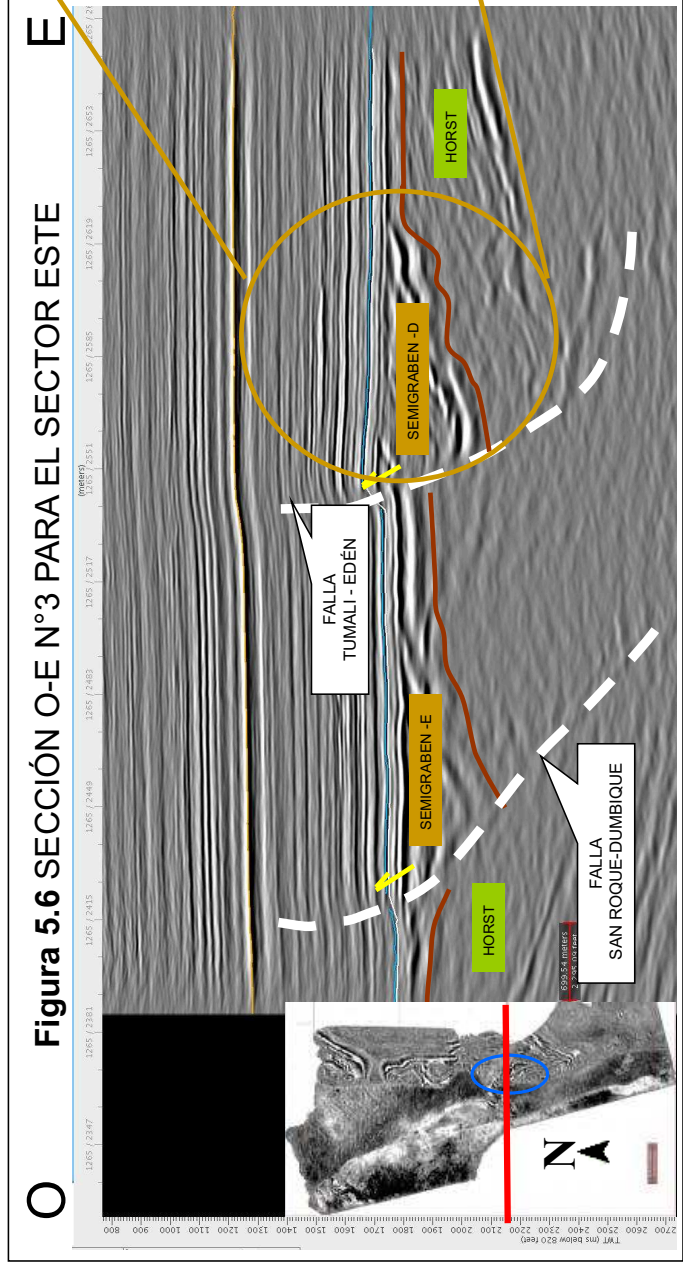 O
E
Figura 5.6 SECCIÓN O-E N°3 PARA EL SECTOR ESTE
1265 / 2347
1265 / 2381
1265 / 2415
1265 / 2449
1265 / 2483
1265 / 2517
1265 / 2551
(meters)
1265 / 2585
1265 / 2619
1265 / 2653
TWT (ms below 820 feet)
800
900
1000
1100
1200
1300
1400
1500
1600
1700
1800
1900
2000
2100
2200
2300
2400
2500
2600
2700
FALLA
TUMALI - EDÉN
SEMIGRABEN -E
SEMIGRABEN -D
HORST
HORST
FALLA
SAN ROQUE-DUMBIQUE
699.54 meters
N